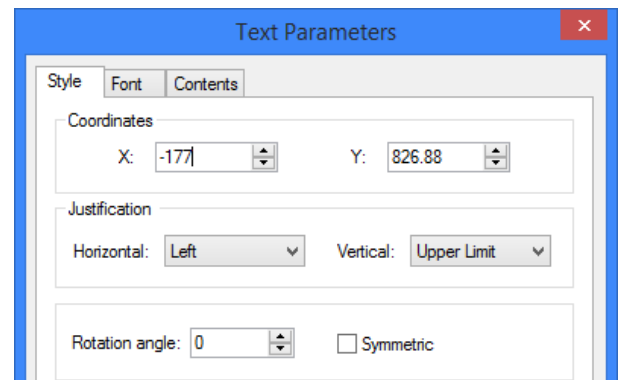 Text Parameters
Style Font Contents
Coordinates
X: -177 Y: 826.88
Justification
Horizontal: Left Vertical: Upper Limit
Rotation angle: 0 Symmetric